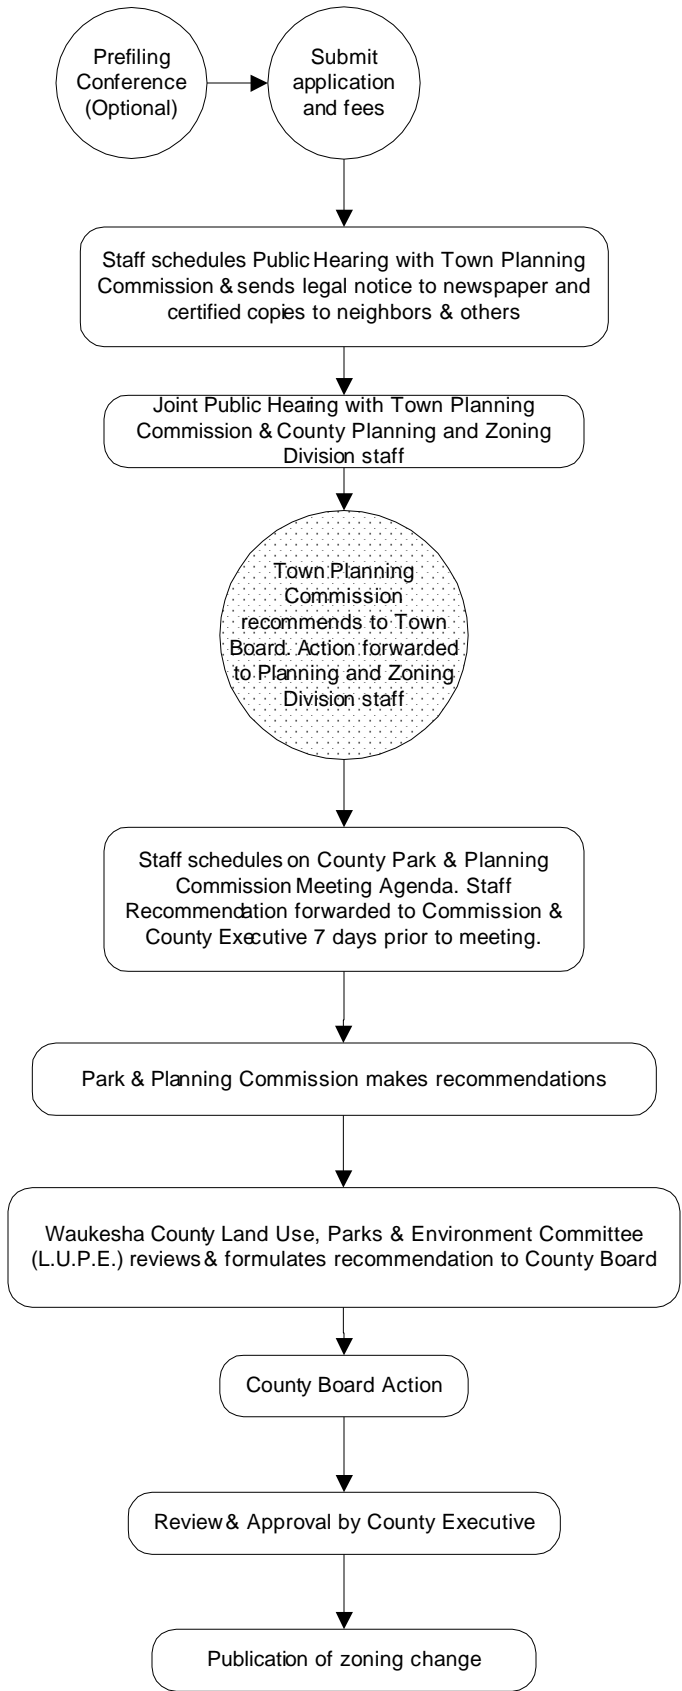 Prefiling
Conference
(Optional)
Submit
application
and fees
Staff schedules Public Hearing with Town Planning
Commission & sends legal notice to newspaper and
certified copies to neighbors & others
Joint Public Hearing with Town Planning
Commission & County Planning and Zoning
Division staff
Town Planning
Commission
recommends to Town
Board. Action forwarded
to Planning and Zoning
Division staff
Staff schedules on County Park & Planning
Commission Meeting Agenda. Staff
Recommendation forwarded to Commission &
County Executive 7 days prior to meeting.
Park & Planning Commission makes recommendations
Waukesha County Land Use, Parks & Environment Committee
(L.U.P.E.) reviews & formulates recommendation to County Board
County Board Action
Review & Approval by County Executive
Publication of zoning change